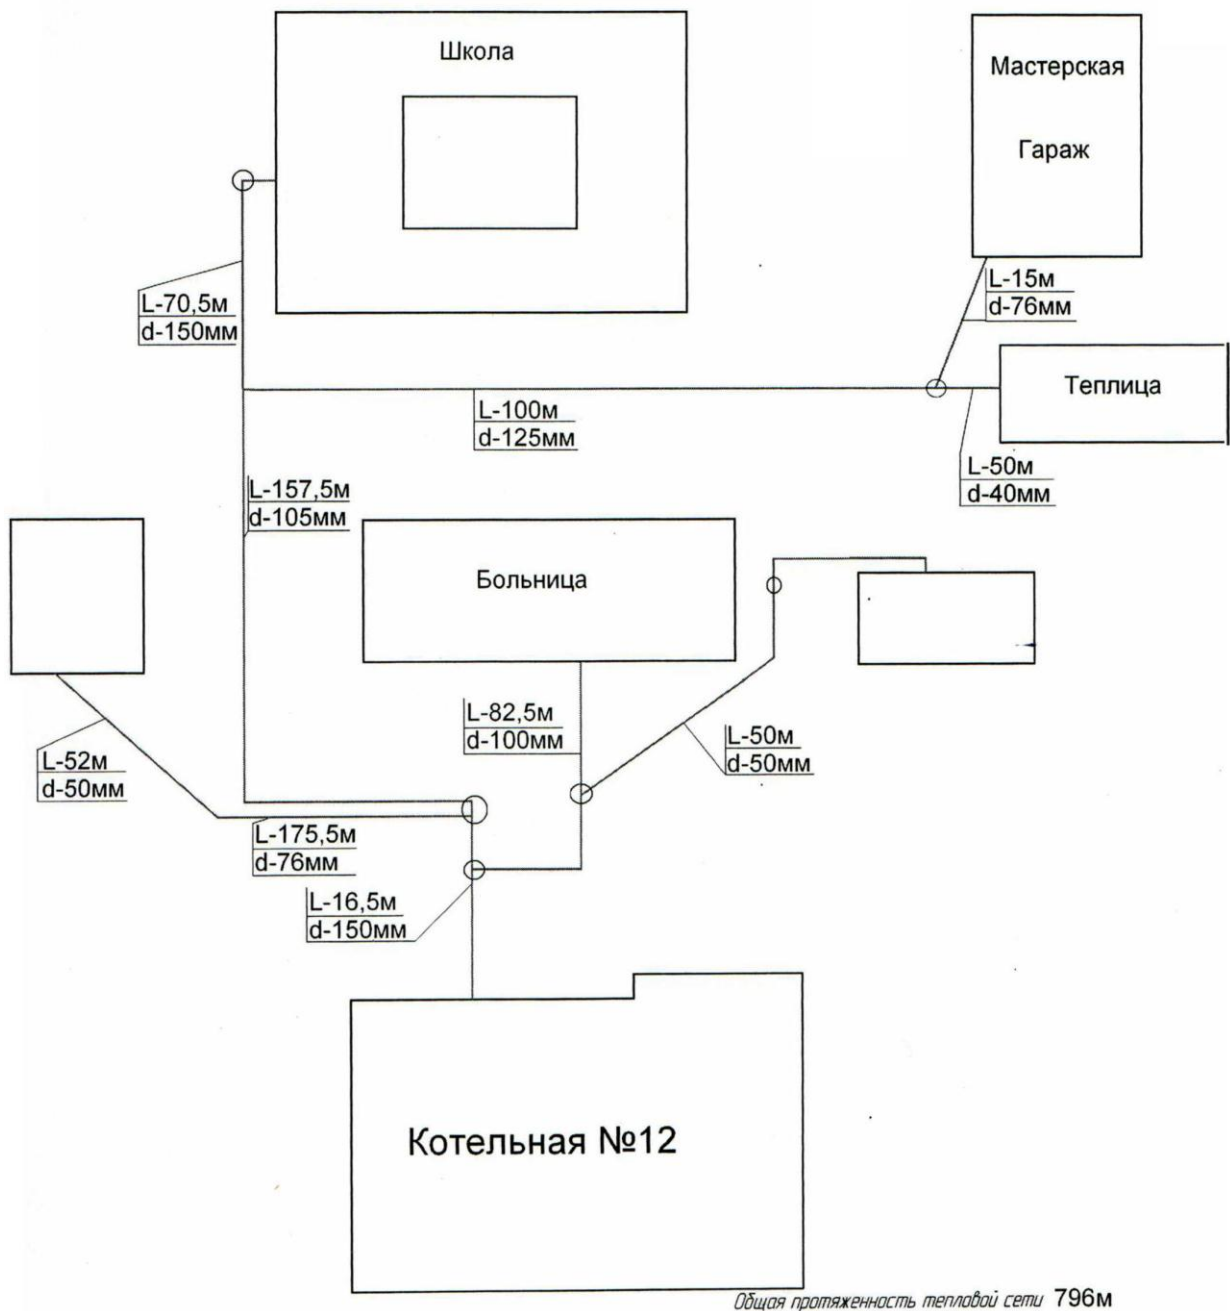 Школа
Мастерская
Гараж
L-70,5м
d-150мм
L-15м
d-76мм
Теплица
L-100м
d-125мм
L-50м
d-40мм
L-157,5м
d-105мм
Больница
L-82,5м
d-100мм
L-50м
d-50мм
L-52м
d-50мм
L-175,5м
d-76мм
L-16,5м
d-150мм
Котельная №12
Общая протяженность тепловой сети 796м